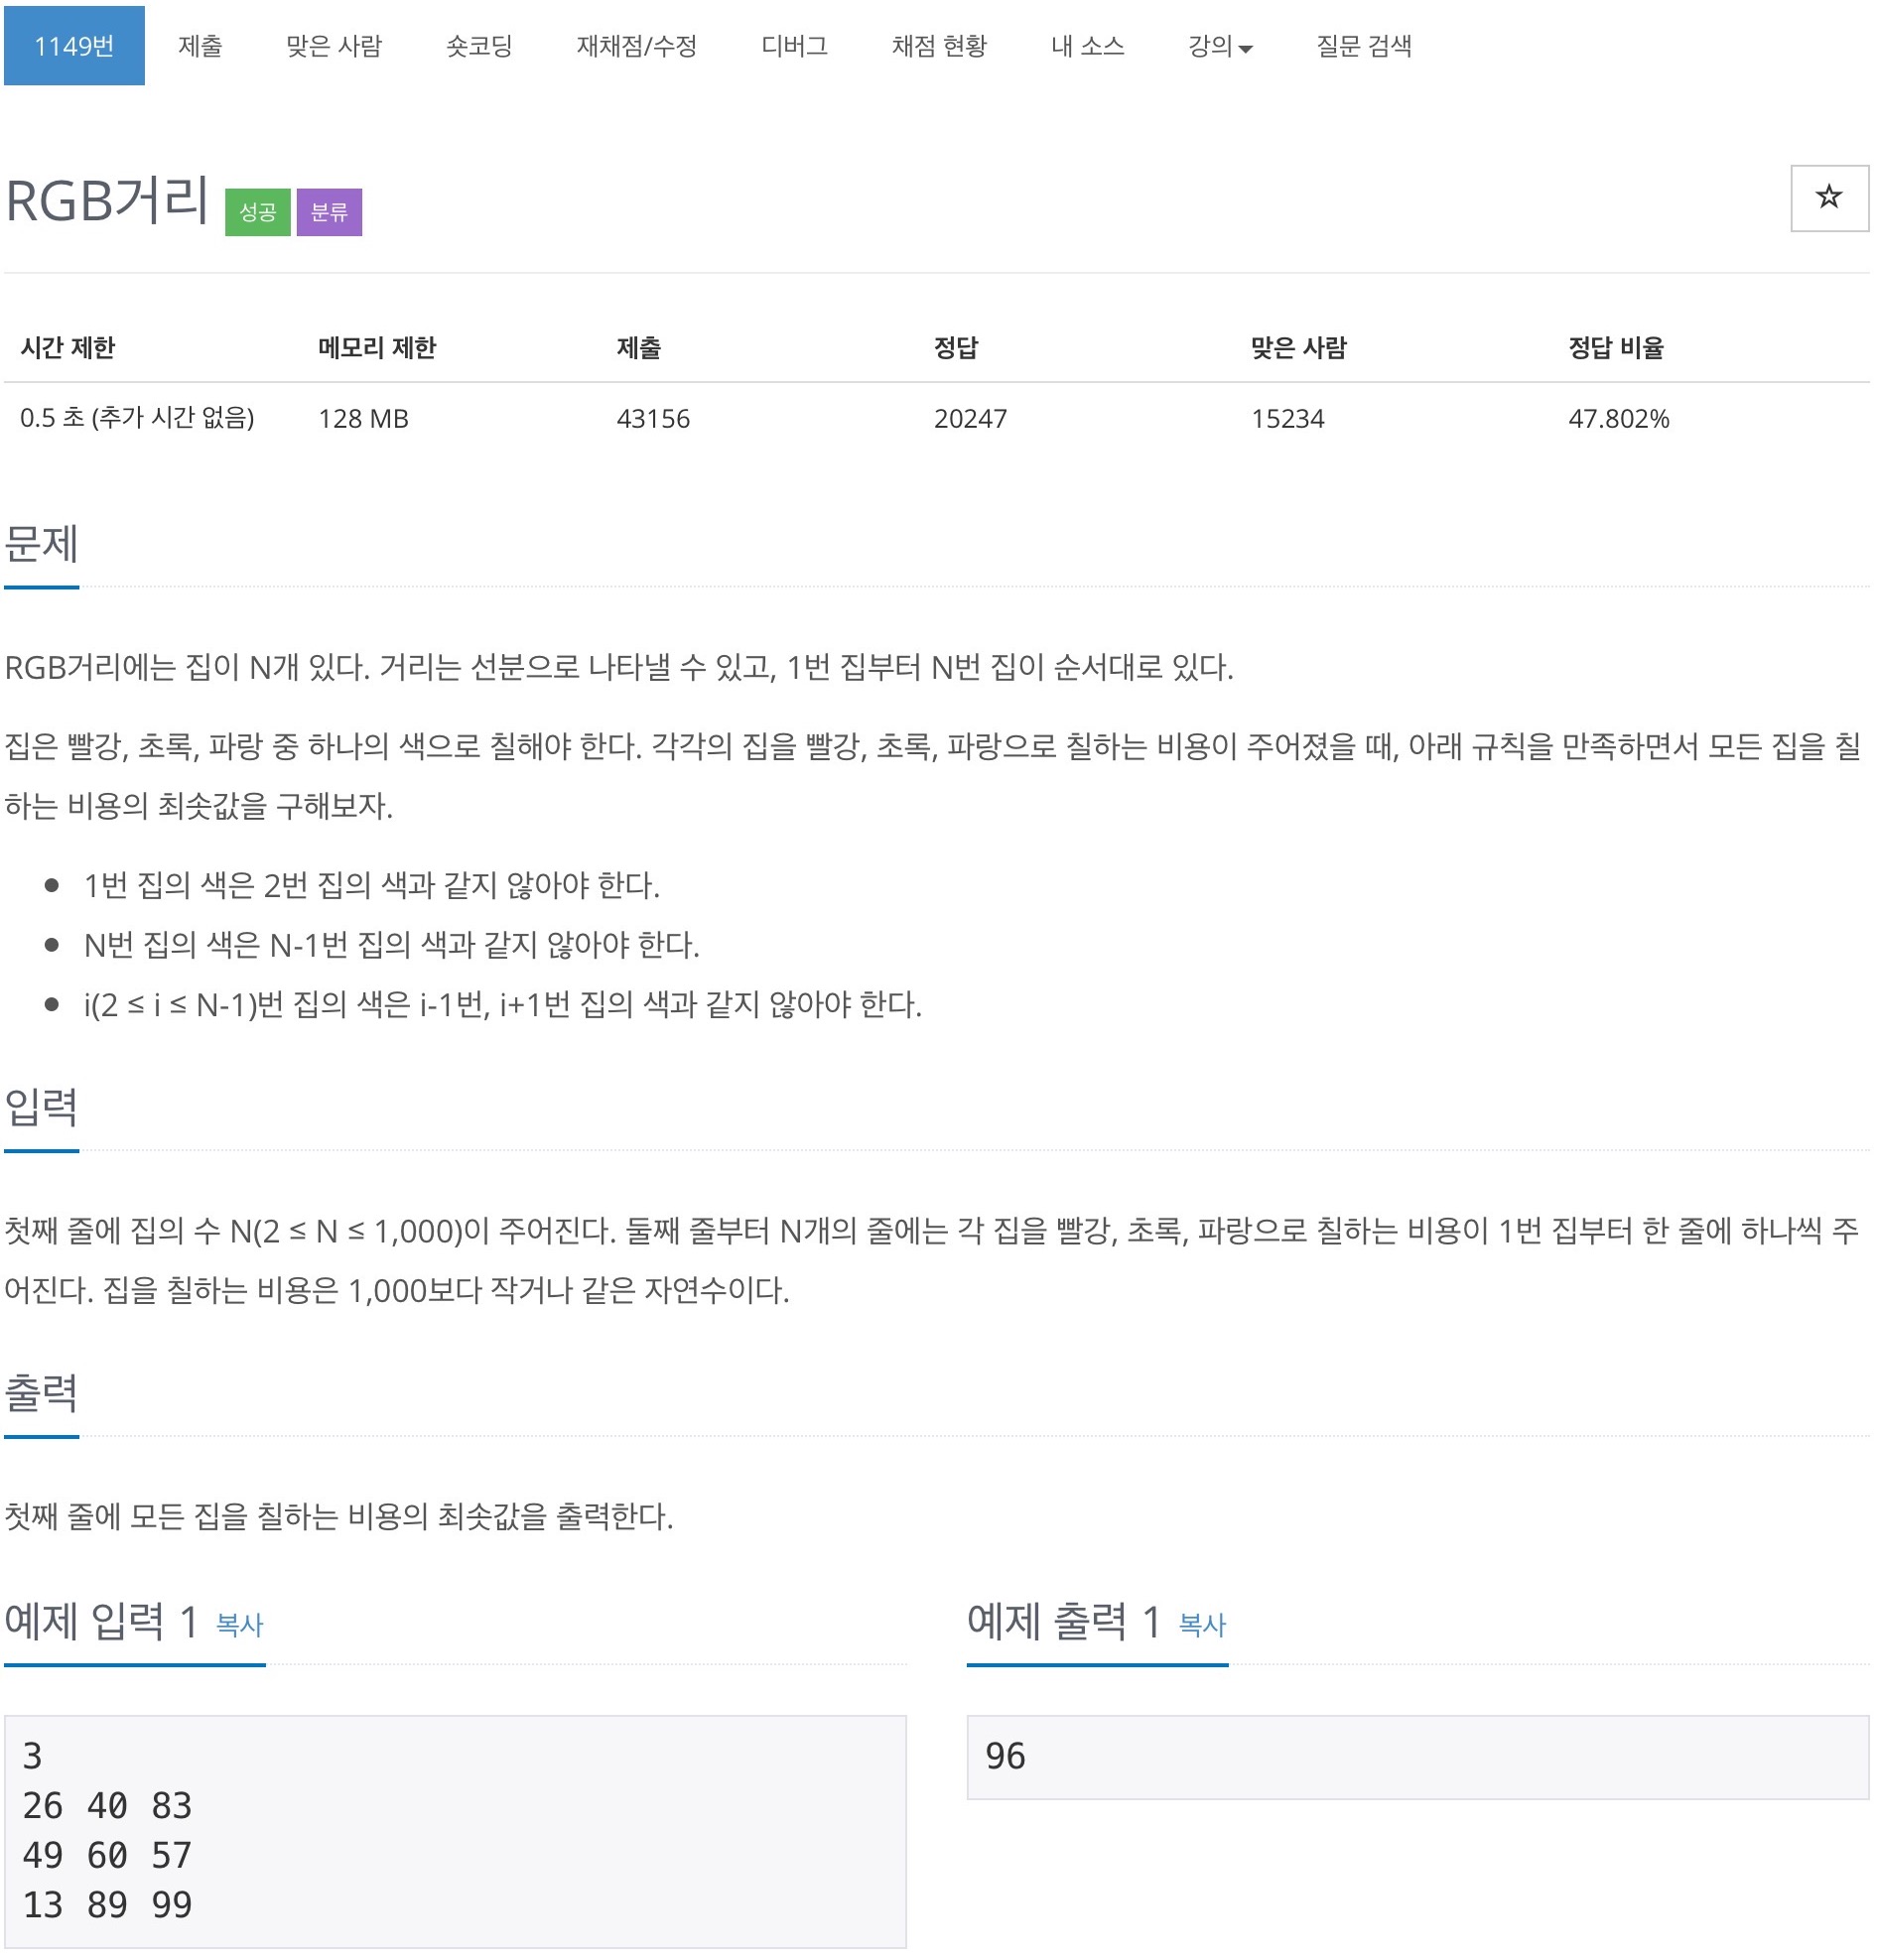 1149번 제출 맞은 사람 숏코딩 재채점/수정 디버그 채점 현황 내 소스 강의 질문 검색
RGB거리 성공 분류
시간 제한 메모리 제한 제출 정답 맞은 사람 정답 비율
0.5 초 (추가 시간 없음) 128 MB 43156 20247 15234 47.802%
문제
RGB거리에는 집이 N개 있다. 거리는 선분으로 나타낼 수 있고, 1번 집부터 N번 집이 순서대로 있다.
집은 빨강, 초록, 파랑 중 하나의 색으로 칠해야 한다. 각각의 집을 빨강, 초록, 파랑으로 칠하는 비용이 주어졌을 때, 아래 규칙을 만족하면서 모든 집을 칠
하는 비용의 최솟값을 구해보자.
● 1번 집의 색은 2번 집의 색과 같지 않아야 한다.
● N번 집의 색은 N-1번 집의 색과 같지 않아야 한다.
● i(2 ≤ i ≤ N-1)번 집의 색은 i-1번, i+1번 집의 색과 같지 않아야 한다.
입력
첫째 줄에 집의 수 N(2 ≤ N ≤ 1,000)이 주어진다. 둘째 줄부터 N개의 줄에는 각 집을 빨강, 초록, 파랑으로 칠하는 비용이 1번 집부터 한 줄에 하나씩 주
어진다. 집을 칠하는 비용은 1,000보다 작거나 같은 자연수이다.
출력
첫째 줄에 모든 집을 칠하는 비용의 최솟값을 출력한다.
예제 입력 1 복사
3
26 40 83
49 60 57
13 89 99
예제 출력 1 복사
96